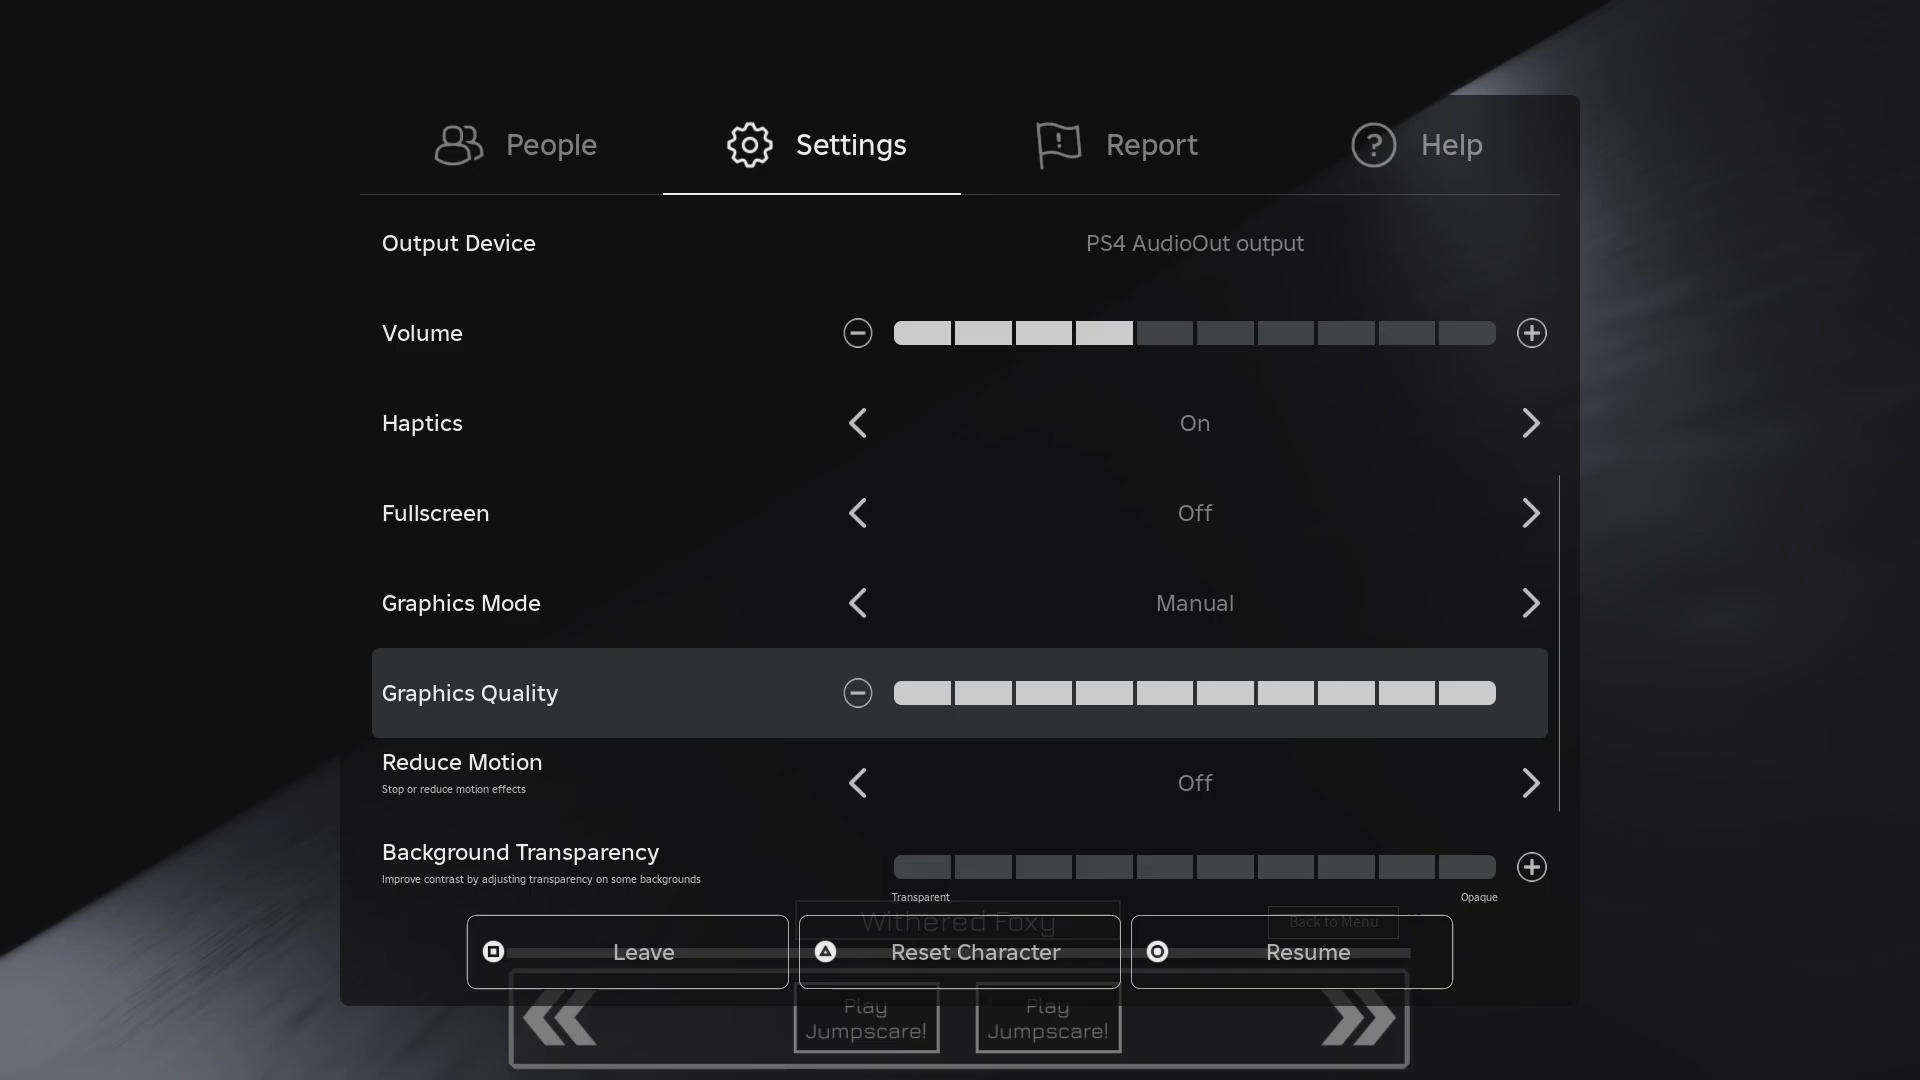 People
Settings
Report
Help
Output Device
PS4 AudioOut output
Volume
Haptics
On
Fullscreen
Off
Graphics Mode
Manual
Graphics Quality
Reduce Motion
Stop or reduce motion effects
Off
Background Transparency
Improve contrast by adjusting transparency on some backgrounds
Transparent
Opaque
Withered Foxy
Back to Menu
Leave
Reset Character
Resume
Play
Jumpscare!
Play
Jumpscare!